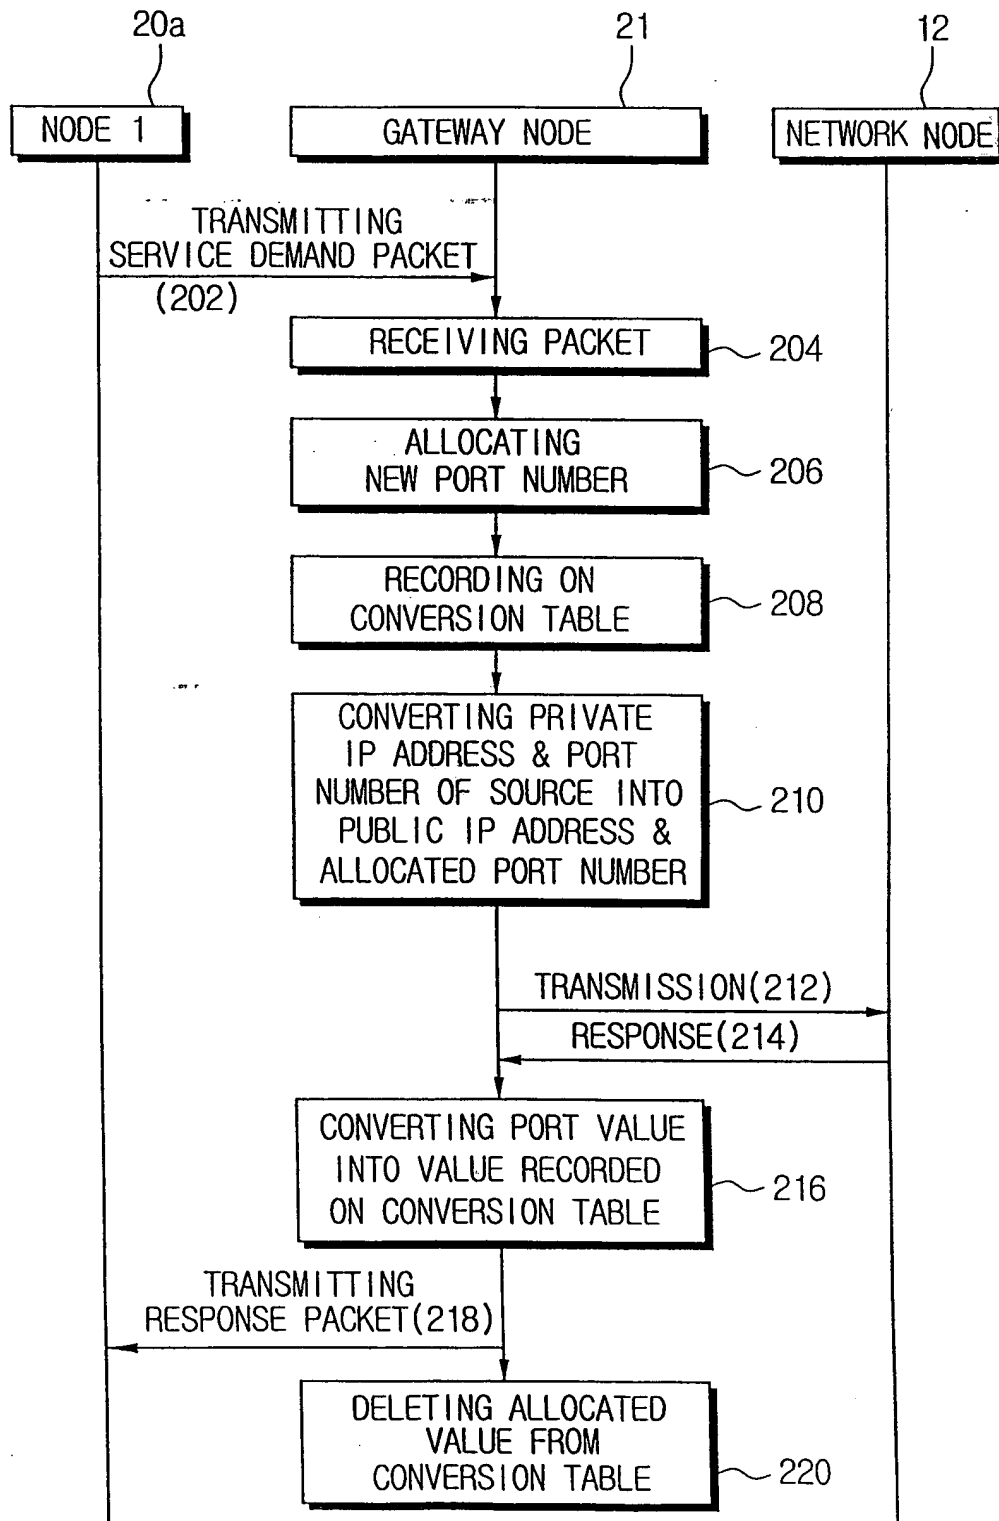 20a
21
12
NODE 1
GATEWAY NODE
NETWORK NODE
TRANSMITTING
SERVICE DEMAND PACKET
(202)
RECEIVING PACKET
204
ALLOCATING
NEW PORT NUMBER
206
RECORDING ON
CONVERSION TABLE
208
CONVERTING PRIVATE
IP ADDRESS & PORT
NUMBER OF SOURCE INTO
PUBLIC IP ADDRESS &
ALLOCATED PORT NUMBER
210
TRANSMISSION(212)
RESPONSE(214)
CONVERTING PORT VALUE
INTO VALUE RECORDED
ON CONVERSION TABLE
216
TRANSMITTING
RESPONSE PACKET(218)
DELETING ALLOCATED
VALUE FROM
CONVERSION TABLE
220